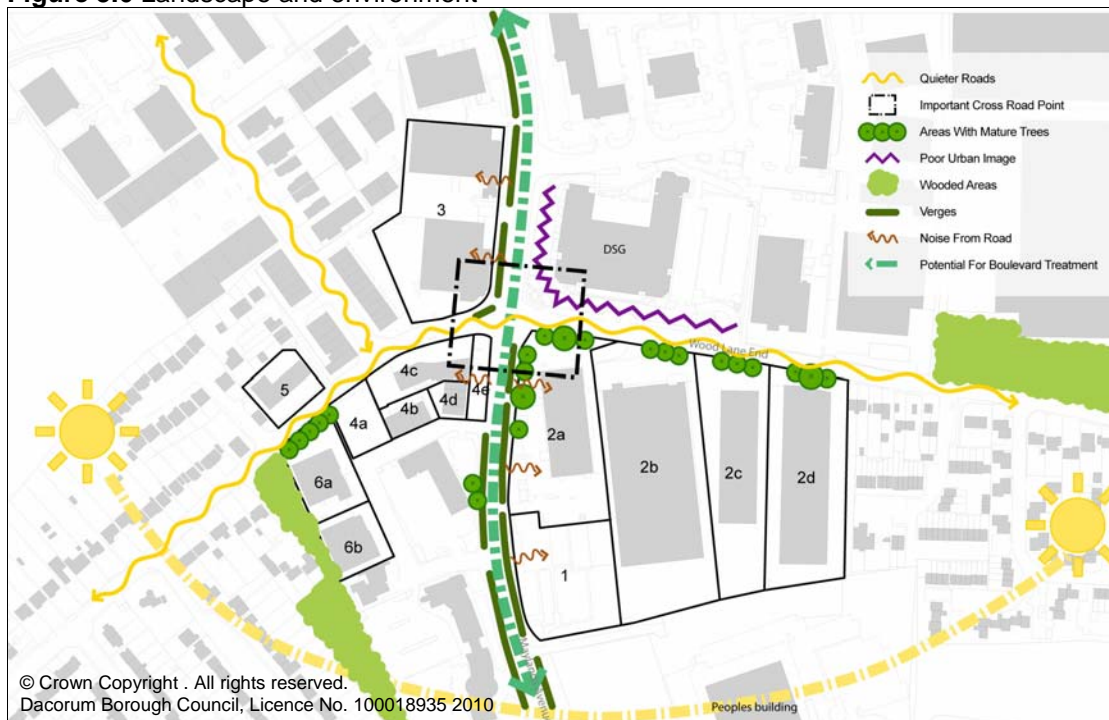 Figure 3.6 Landscape and environment
Quieter Roads
Important Cross Road Point
Areas With Mature Trees
Poor Urban Image
Wooded Areas
Verges
Noise From Road
Potential For Boulevard Treatment
3
DSG
Wood Lane End
5
4c
4e
4d
4b
4a
2a
2b
2c
2d
6a
6b
1
Peoples building
© Crown Copyright . All rights reserved.
Dacorum Borough Council, Licence No. 100018935 2010